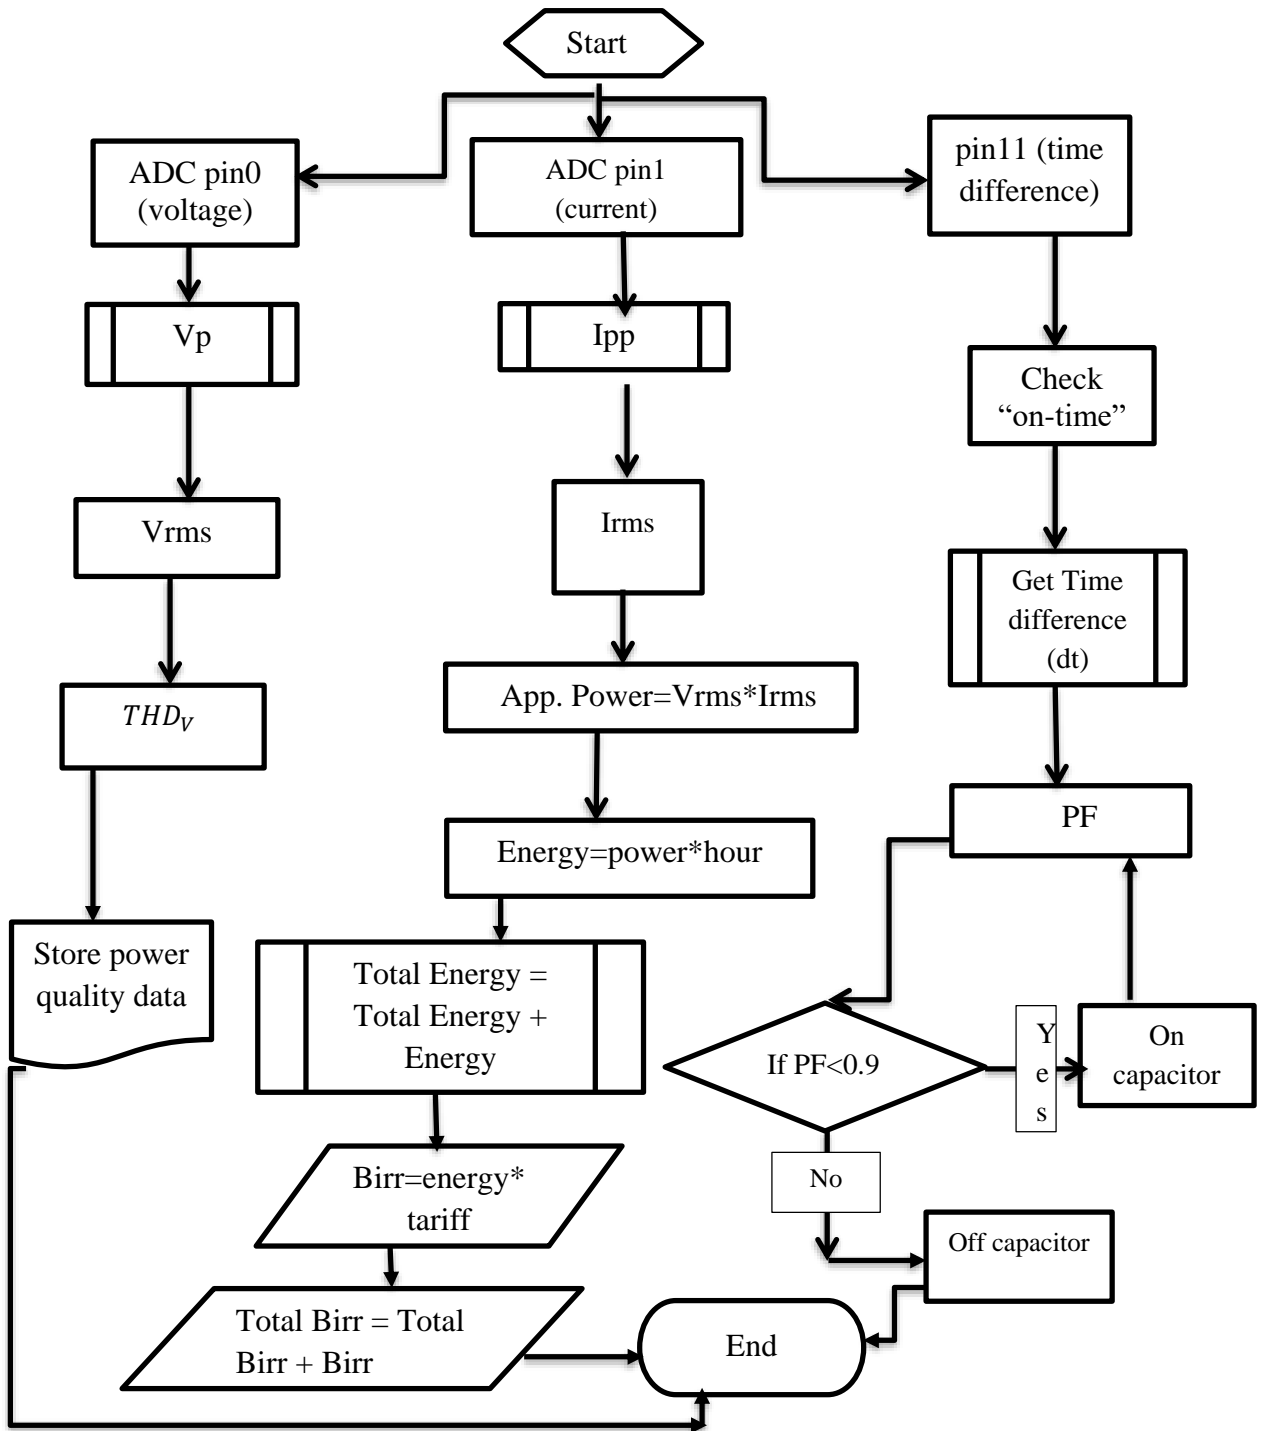 Start
ADC pin0
(voltage)
ADC pin1
(current)
pin11 (time
difference)
Vp
Ipp
Check
“on-time”
Vrms
Irms
Get Time
difference
(dt)
THD_V
App. Power=Vrms*Irms
PF
Energy=power*hour
Store power
quality data
Total Energy =
Total Energy +
Energy
If PF<0.9
Y
e
s
On
capacitor
No
Birr=energy*
tariff
Off capacitor
Total Birr = Total
Birr + Birr
End